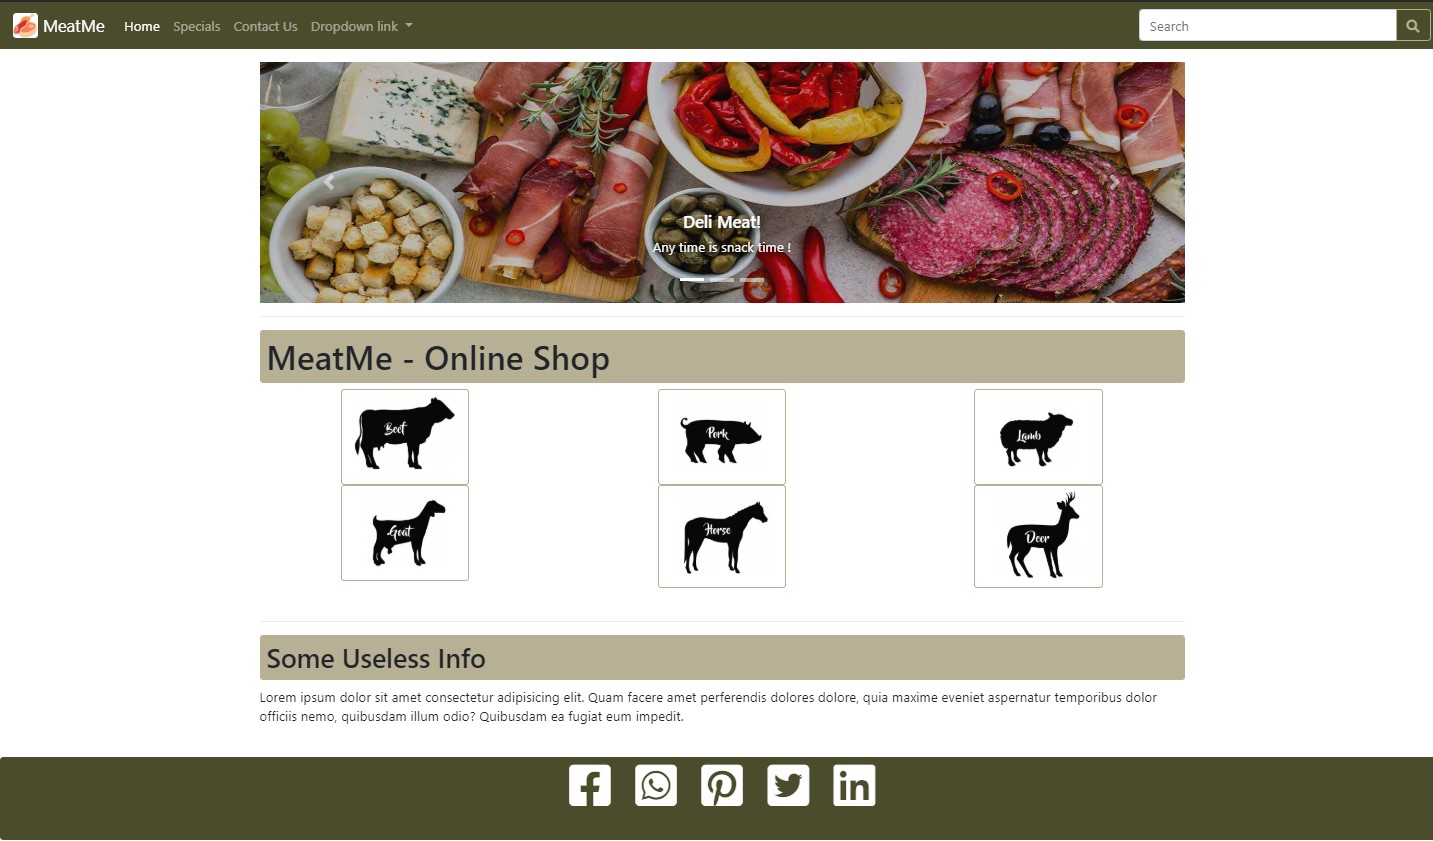 MeatMe Home Specials Contact Us Dropdown link Search
Deli Meat!
Any time is snack time !
MeatMe - Online Shop
Beef
Pork
Lamb
Goat
Horse
Deer
Some Useless Info
Lorem ipsum dolor sit amet consectetur adipisicing elit. Quam facere amet perferendis dolores dolore, quia maxime eveniet aspernatur temporibus dolor
officiis nemo, quibusdam illum odio? Quibusdam ea fugiat eum impedit.